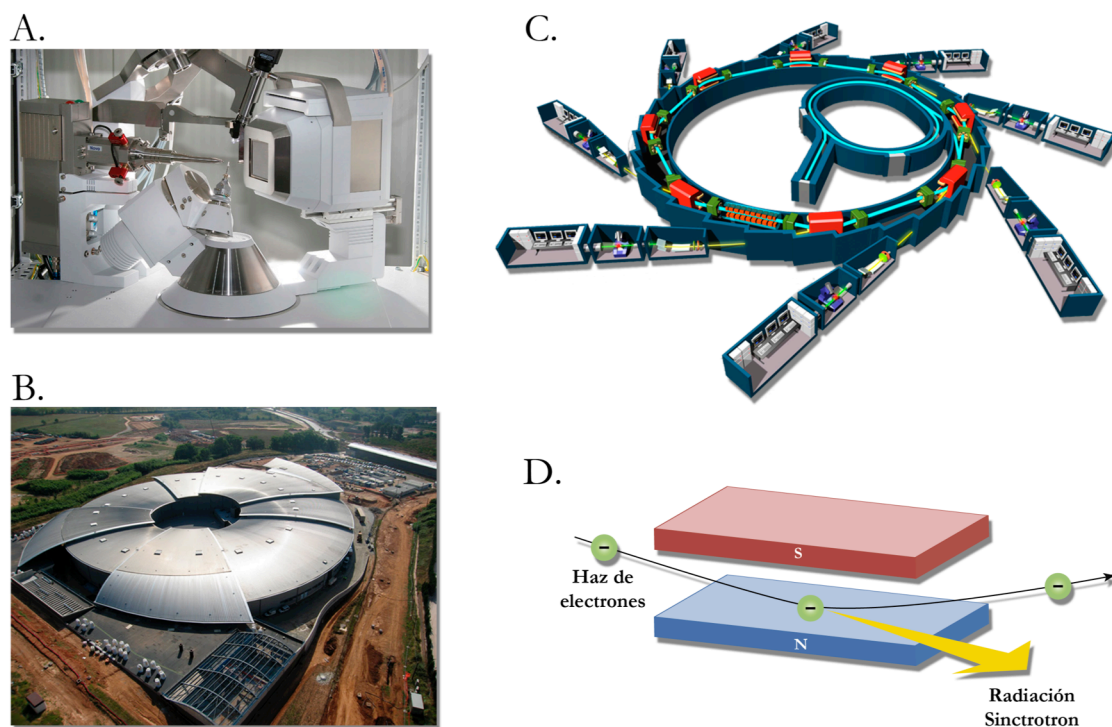 A.
C.
B.
D.
S
Haz de
electrones
N
Radiación
Sinctrotron